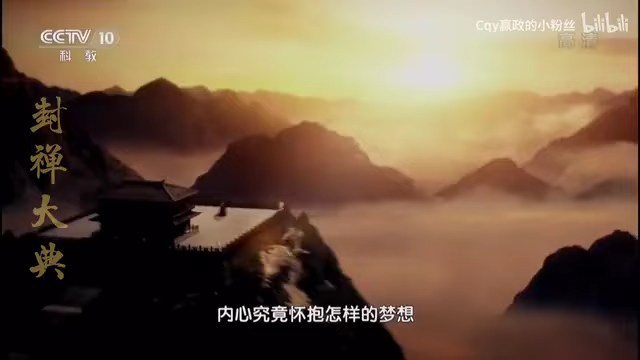 CCTV 10
科教
Cqy嬴政的小粉丝
bilibili
高清
封禅大典
内心究竟怀抱怎样的梦想